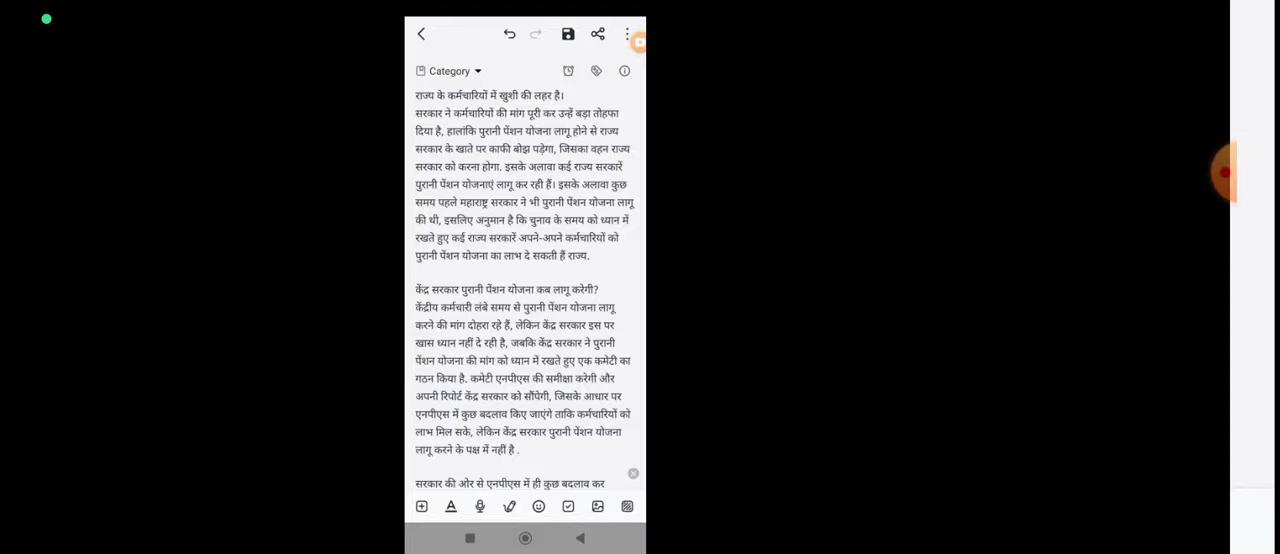 Category
राज्य के कर्मचारियों में खुशी की लहर है।
सरकार ने कर्मचारियों की मांग पूरी कर उन्हें बड़ा तोहफा
दिया है, हालांकि पुरानी पेंशन योजना लागू होने से राज्य
सरकार के खाते पर काफी बोझ पड़ेगा, जिसका वहन राज्य
सरकार को करना होगा. इसके अलावा कई राज्य सरकारें
पुरानी पेंशन योजनाएं लागू कर रही हैं। इसके अलावा कुछ
समय पहले महाराष्ट्र सरकार ने भी पुरानी पेंशन योजना लागू
की थी, इसलिए अनुमान है कि चुनाव के समय को ध्यान में
रखते हुए कई राज्य सरकारें अपने-अपने कर्मचारियों को
पुरानी पेंशन योजना का लाभ दे सकती हैं राज्य.
केंद्र सरकार पुरानी पेंशन योजना कब लागू करेगी?
केंद्रीय कर्मचारी लंबे समय से पुरानी पेंशन योजना लागू
करने की मांग दोहरा रहे हैं, लेकिन केंद्र सरकार इस पर
खास ध्यान नहीं दे रही है, जबकि केंद्र सरकार ने पुरानी
पेंशन योजना की मांग को ध्यान में रखते हुए एक कमेटी का
गठन किया है. कमेटी एनपीएस की समीक्षा करेगी और
अपनी रिपोर्ट केंद्र सरकार को सौंपेगी, जिसके आधार पर
एनपीएस में कुछ बदलाव किए जाएंगे ताकि कर्मचारियों को
लाभ मिल सके, लेकिन केंद्र सरकार पुरानी पेंशन योजना
लागू करने के पक्ष में नहीं है .
सरकार की ओर से एनपीएस में ही कुछ बदलाव कर